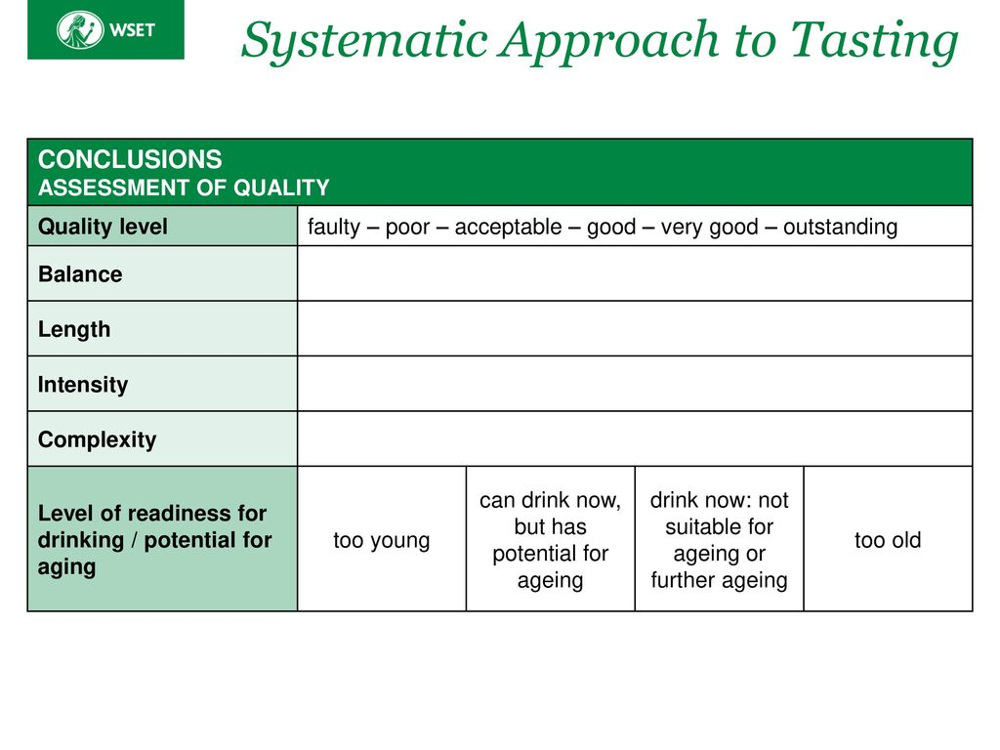 WSET
Systematic Approach to Tasting
CONCLUSIONS
ASSESSMENT OF QUALITY
Quality level
faulty – poor – acceptable – good – very good – outstanding
Balance
Length
Intensity
Complexity
Level of readiness for
drinking / potential for
aging
too young
can drink now,
but has
potential for
ageing
drink now: not
suitable for
ageing or
further ageing
too old